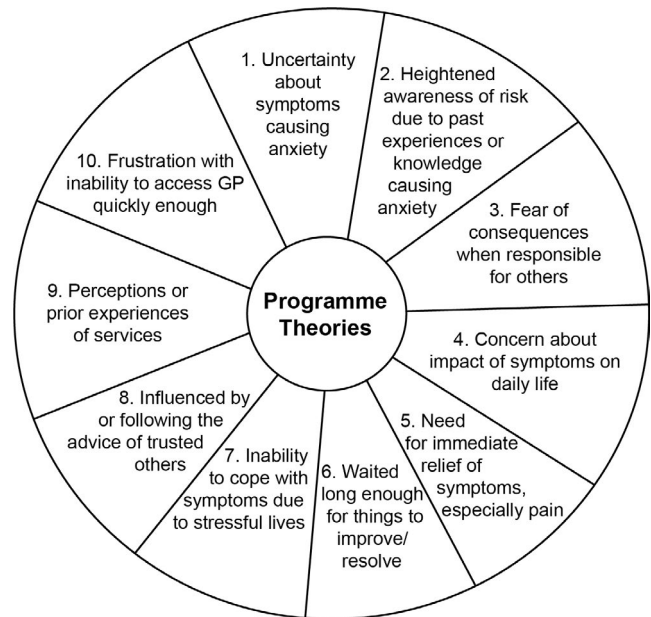 1. Uncertainty
about
symptoms
causing
anxiety
2. Heightened
awareness of risk
due to past
experiences or
knowledge
causing
anxiety
3. Fear of
consequences
when responsible
for others
4. Concern about
impact of symptoms on
daily life
5. Need
for immediate
relief of
symptoms,
especially pain
6. Waited
long enough
for things to
improve/
resolve
7. Inability
to cope with
symptoms due
to stressful lives
8. Influenced by
or following the
advice of trusted
others
9. Perceptions or
prior experiences
of services
10. Frustration with
inability to access GP
quickly enough
Programme
Theories